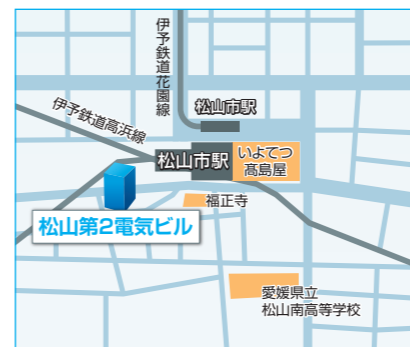 伊予鉄道花園線
松山市駅
伊予鉄道高浜線
松山市駅
いよてつ
髙島屋
福正寺
松山第2電気ビル
愛媛県立
松山南高等学校